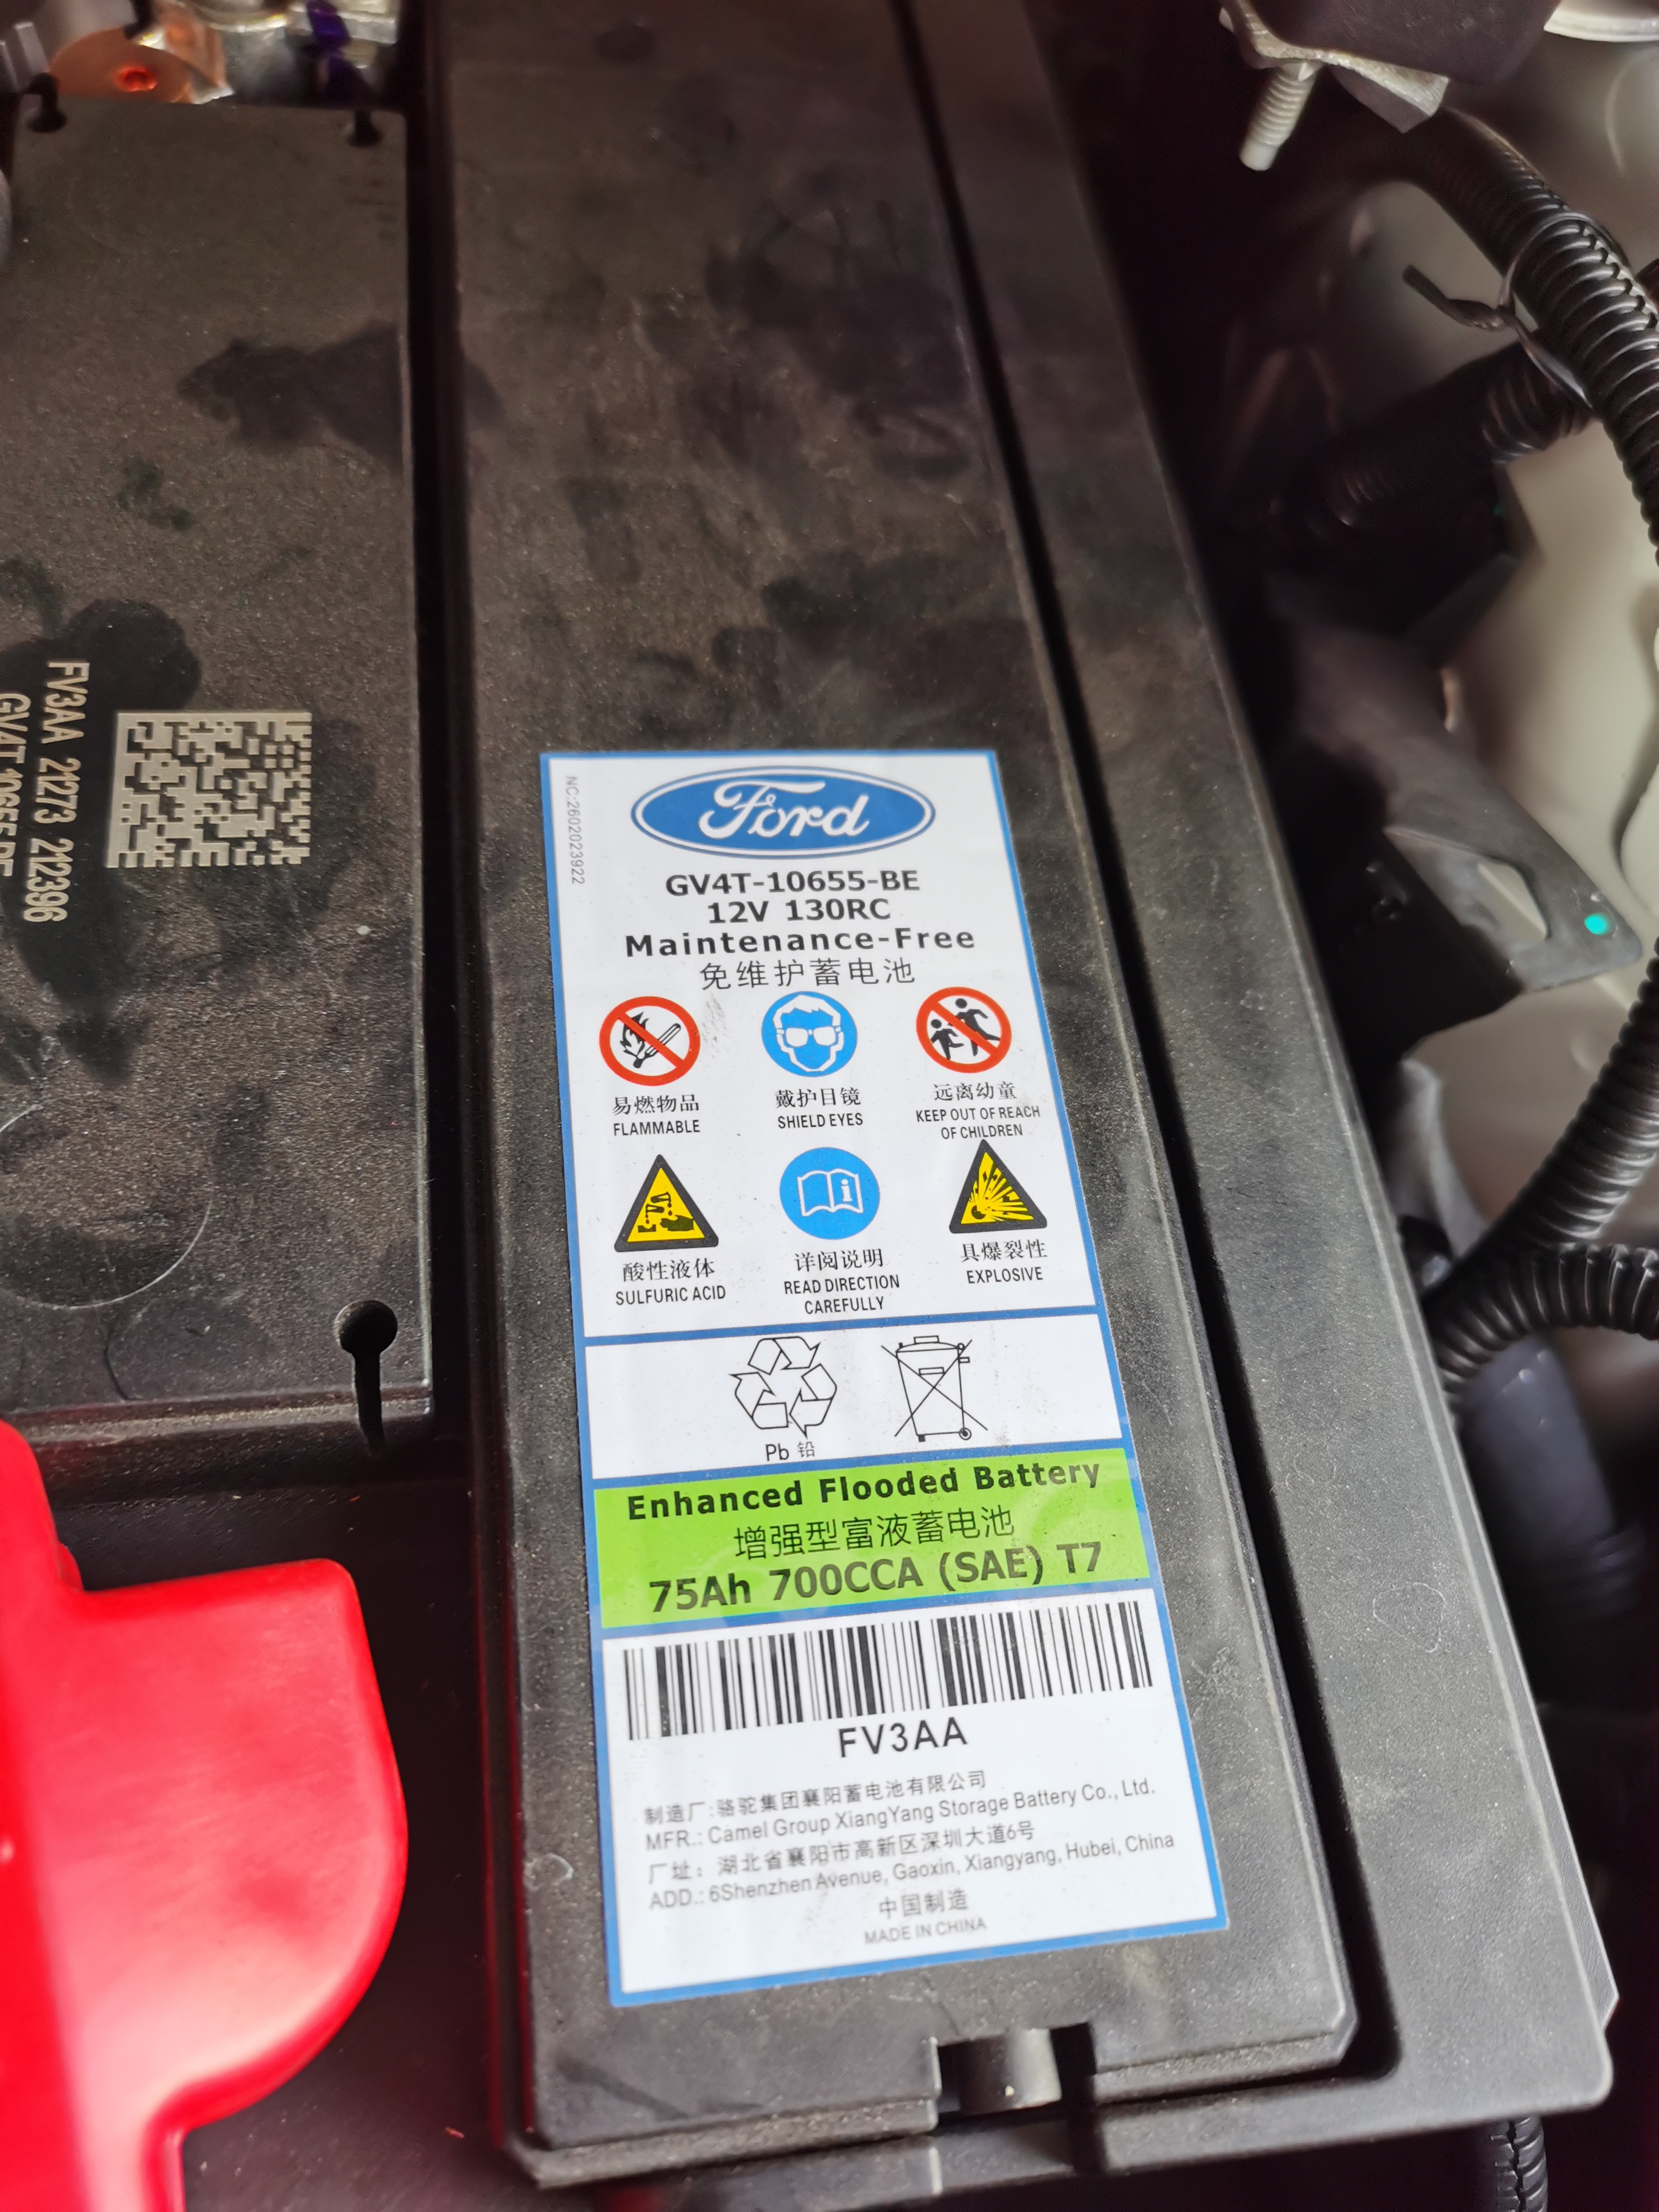 FV3AA 21273 212396
GV4T-10655-BE
NC:2602023922
Ford
GV4T-10655-BE
12V 130RC
Maintenance-Free
免维护蓄电池
易燃物品
FLAMMABLE
戴护目镜
SHIELD EYES
远离幼童
KEEP OUT OF REACH
OF CHILDREN
酸性液体
SULFURIC ACID
详阅说明
READ DIRECTION
CAREFULLY
具爆裂性
EXPLOSIVE
Pb 铅
Enhanced Flooded Battery
增强型富液蓄电池
75Ah 700CCA (SAE) T7
FV3AA
制造厂:骆驼集团襄阳蓄电池有限公司
MFR.: Camel Group XiangYang Storage Battery Co., Ltd.
厂址：湖北省襄阳市高新区深圳大道6号
ADD.: 6Shenzhen Avenue, Gaoxin, Xiangyang, Hubei, China
中国制造
MADE IN CHINA